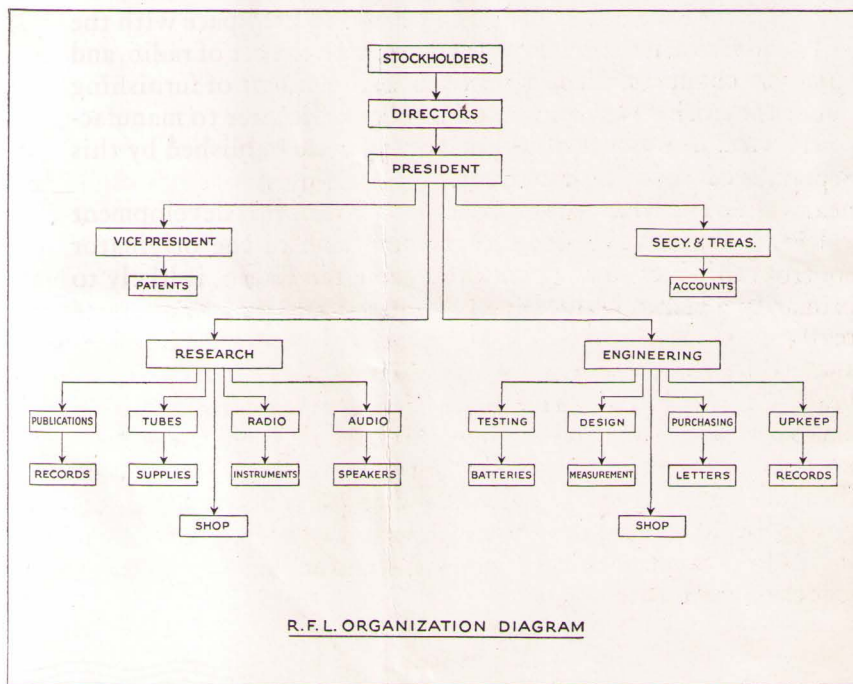 STOCKHOLDERS
DIRECTORS
PRESIDENT
VICE PRESIDENT
SECY. & TREAS.
PATENTS
ACCOUNTS
RESEARCH
ENGINEERING
PUBLICATIONS
TUBES
RADIO
AUDIO
TESTING
DESIGN
PURCHASING
UPKEEP
RECORDS
SUPPLIES
INSTRUMENTS
SPEAKERS
BATTERIES
MEASUREMENT
LETTERS
RECORDS
SHOP
SHOP
R.F.L. ORGANIZATION DIAGRAM